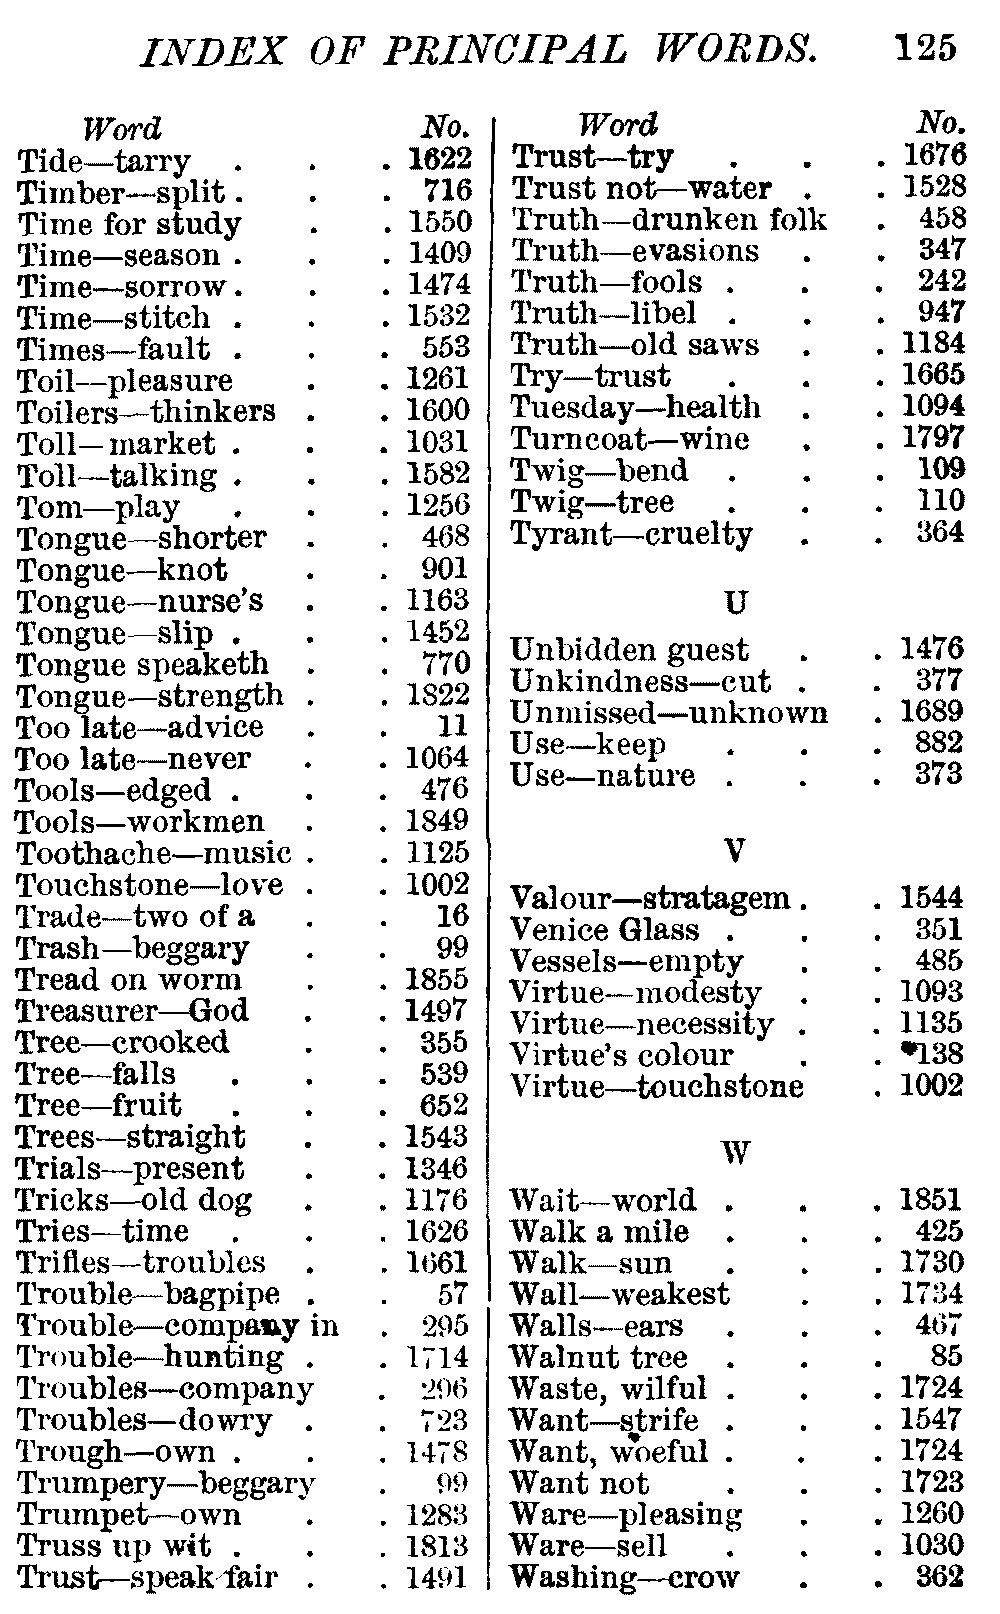 INDEX OF PRINCIPAL WORDS. 125
Word No.
Tide—tarry . . . 1622
Timber—split . . . 716
Time for study . . 1550
Time—season . . . 1409
Time—sorrow . . . 1474
Time—stitch . . . 1532
Times—fault . . . 553
Toil—pleasure . . 1261
Toilers—thinkers . . 1600
Toll—market . . . 1031
Toll—talking . . . 1582
Tom—play . . . 1256
Tongue—shorter . . 468
Tongue—knot . . 901
Tongue—nurse's . . 1163
Tongue—slip . . . 1452
Tongue speaketh . . 770
Tongue—strength . . 1822
Too late—advice . . 11
Too late—never . . 1064
Tools—edged . . . 476
Tools—workmen . . 1849
Toothache—music . . 1125
Touchstone—love . . 1002
Trade—two of a . . 16
Trash—beggary . . 99
Tread on worm . . 1855
Treasurer—God . . 1497
Tree—crooked . . 355
Tree—falls . . . 539
Tree—fruit . . . 652
Trees—straight . . 1543
Trials—present . . 1346
Tricks—old dog . . 1176
Tries—time . . . 1626
Trifles—troubles . . 1661
Trouble—bagpipe . . 57
Trouble—company in . 295
Trouble—hunting . . 1714
Troubles—company . 296
Troubles—dowry . . 723
Trough—own . . . 1478
Trumpery—beggary . 99
Trumpet—own . . 1283
Truss up wit . . . 1813
Trust—speak fair . . 1491
Word No.
Trust—try . . . 1676
Trust not—water . . 1528
Truth—drunken folk . 458
Truth—evasions . . 347
Truth—fools . . . 242
Truth—libel . . . 947
Truth—old saws . . 1184
Try—trust . . . 1665
Tuesday—health . . 1094
Turncoat—wine . . 1797
Twig—bend . . . 109
Twig—tree . . . 110
Tyrant—cruelty . . 364
U
Unbidden guest . . 1476
Unkindness—cut . . 377
Unmissed—unknown . 1689
Use—keep . . . 882
Use—nature . . . 373
V
Valour—stratagem . . 1544
Venice Glass . . . 351
Vessels—empty . . 485
Virtue—modesty . . 1093
Virtue—necessity . . 1135
Virtue's colour . . 138
Virtue—touchstone . 1002
W
Wait—world . . . 1851
Walk a mile . . . 425
Walk—sun . . . 1730
Wall—weakest . . 1734
Walls—ears . . . 467
Walnut tree . . . 85
Waste, wilful . . . 1724
Want—strife . . . 1547
Want, woeful . . . 1724
Want not . . . 1723
Ware—pleasing . . 1260
Ware—sell . . . 1030
Washing—crow . . 362